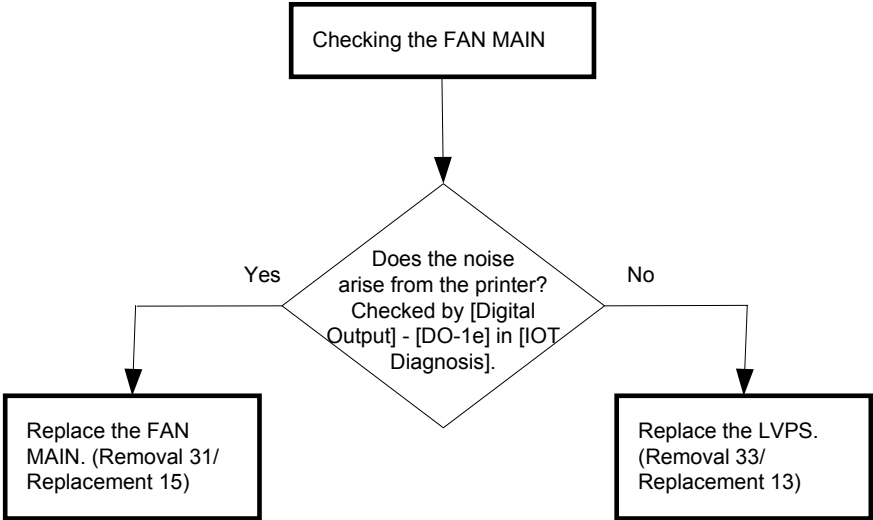 Checking the FAN MAIN
Does the noise
arise from the printer?
Checked by [Digital
Output] - [DO-1e] in [IOT
Diagnosis].
Yes
No
Replace the FAN
MAIN. (Removal 31/
Replacement 15)
Replace the LVPS.
(Removal 33/
Replacement 13)